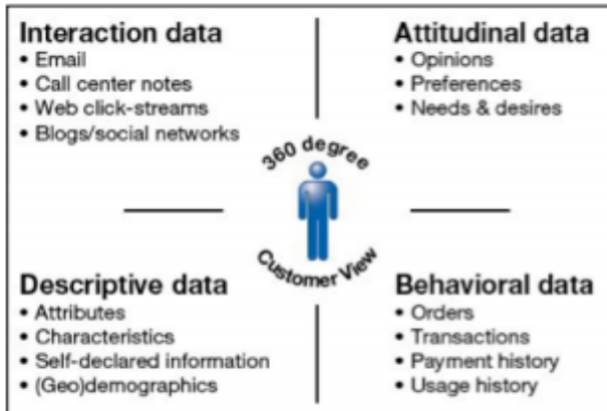 Interaction data
• Email
• Call center notes
• Web click-streams
• Blogs/social networks
Attitudinal data
• Opinions
• Preferences
• Needs & desires
360 degree
Customer View
Descriptive data
• Attributes
• Characteristics
• Self-declared information
• (Geo)demographics
Behavioral data
• Orders
• Transactions
• Payment history
• Usage history